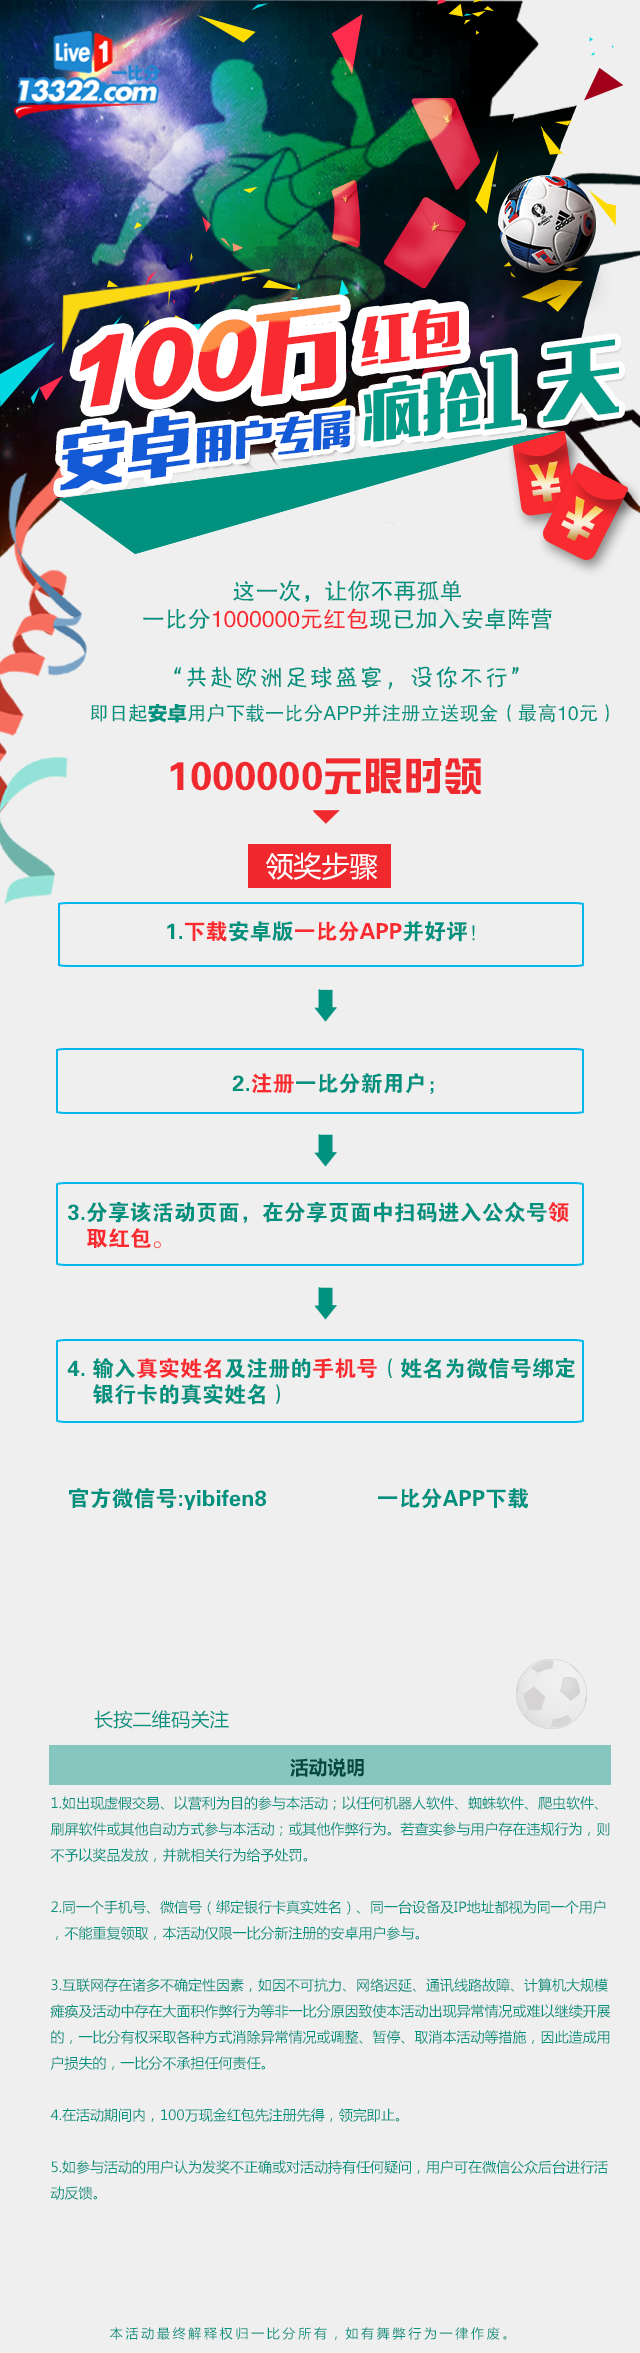 Live 1
一比分
13322.com
100万红包
安卓用户专属疯抢1天
这一次，让你不再孤单
一比分1000000元红包现已加入安卓阵营
“共赴欧洲足球盛宴，没你不行”
即日起安卓用户下载一比分APP并注册立送现金（最高10元）
1000000元限时领
领奖步骤
1.下载安卓版一比分APP并好评！
2.注册一比分新用户；
3.分享该活动页面，在分享页面中扫码进入公众号领
取红包。
4. 输入真实姓名及注册的手机号（姓名为微信号绑定
银行卡的真实姓名）
官方微信号:yibifen8
一比分APP下载
长按二维码关注
活动说明
1.如出现虚假交易、以营利为目的参与本活动；以任何机器人软件、蜘蛛软件、爬虫软件、
刷屏软件或其他自动方式参与本活动；或其他作弊行为。若查实参与用户存在违规行为，则
不予以奖品发放，并就相关行为给予处罚。
2.同一个手机号、微信号（绑定银行卡真实姓名）、同一台设备及IP地址都视为同一个用户
，不能重复领取，本活动仅限一比分新注册的安卓用户参与。
3.互联网存在诸多不确定性因素，如因不可抗力、网络迟延、通讯线路故障、计算机大规模
瘫痪及活动中存在大面积作弊行为等非一比分原因致使本活动出现异常情况或难以继续开展
的，一比分有权采取各种方式消除异常情况或调整、暂停、取消本活动等措施，因此造成用
户损失的，一比分不承担任何责任。
4.在活动期间内，100万现金红包先注册先得，领完即止。
5.如参与活动的用户认为发奖不正确或对活动持有任何疑问，用户可在微信公众后台进行活
动反馈。
本活动最终解释权归一比分所有，如有舞弊行为一律作废。